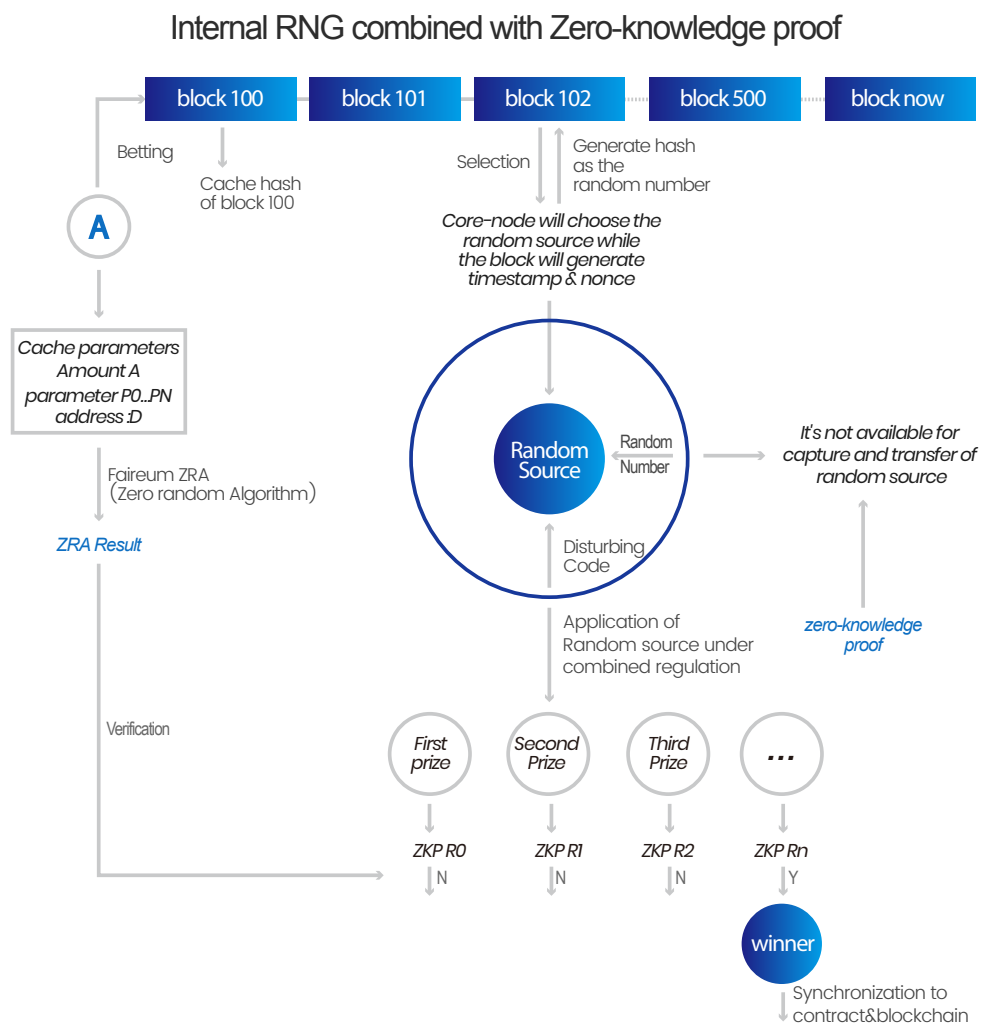 Internal RNG combined with Zero-knowledge proof
block 100
block 101
block 102
block 500
block now
Betting
Cache hash
of block 100
Selection
Generate hash
as the
random number
A
Core-node will choose the
random source while
the block will generate
timestamp & nonce
Cache parameters
Amount A
parameter P0...PN
address :D
Faireum ZRA
(Zero random Algorithm)
ZRA Result
Random
Source
Random
Number
Disturbing
Code
It's not available for
capture and transfer of
random source
zero-knowledge
proof
Application of
Random source under
combined regulation
Verification
First
prize
Second
Prize
Third
Prize
...
ZKP R0
ZKP R1
ZKP R2
ZKP Rn
N
N
N
Y
winner
Synchronization to
contract&blockchain